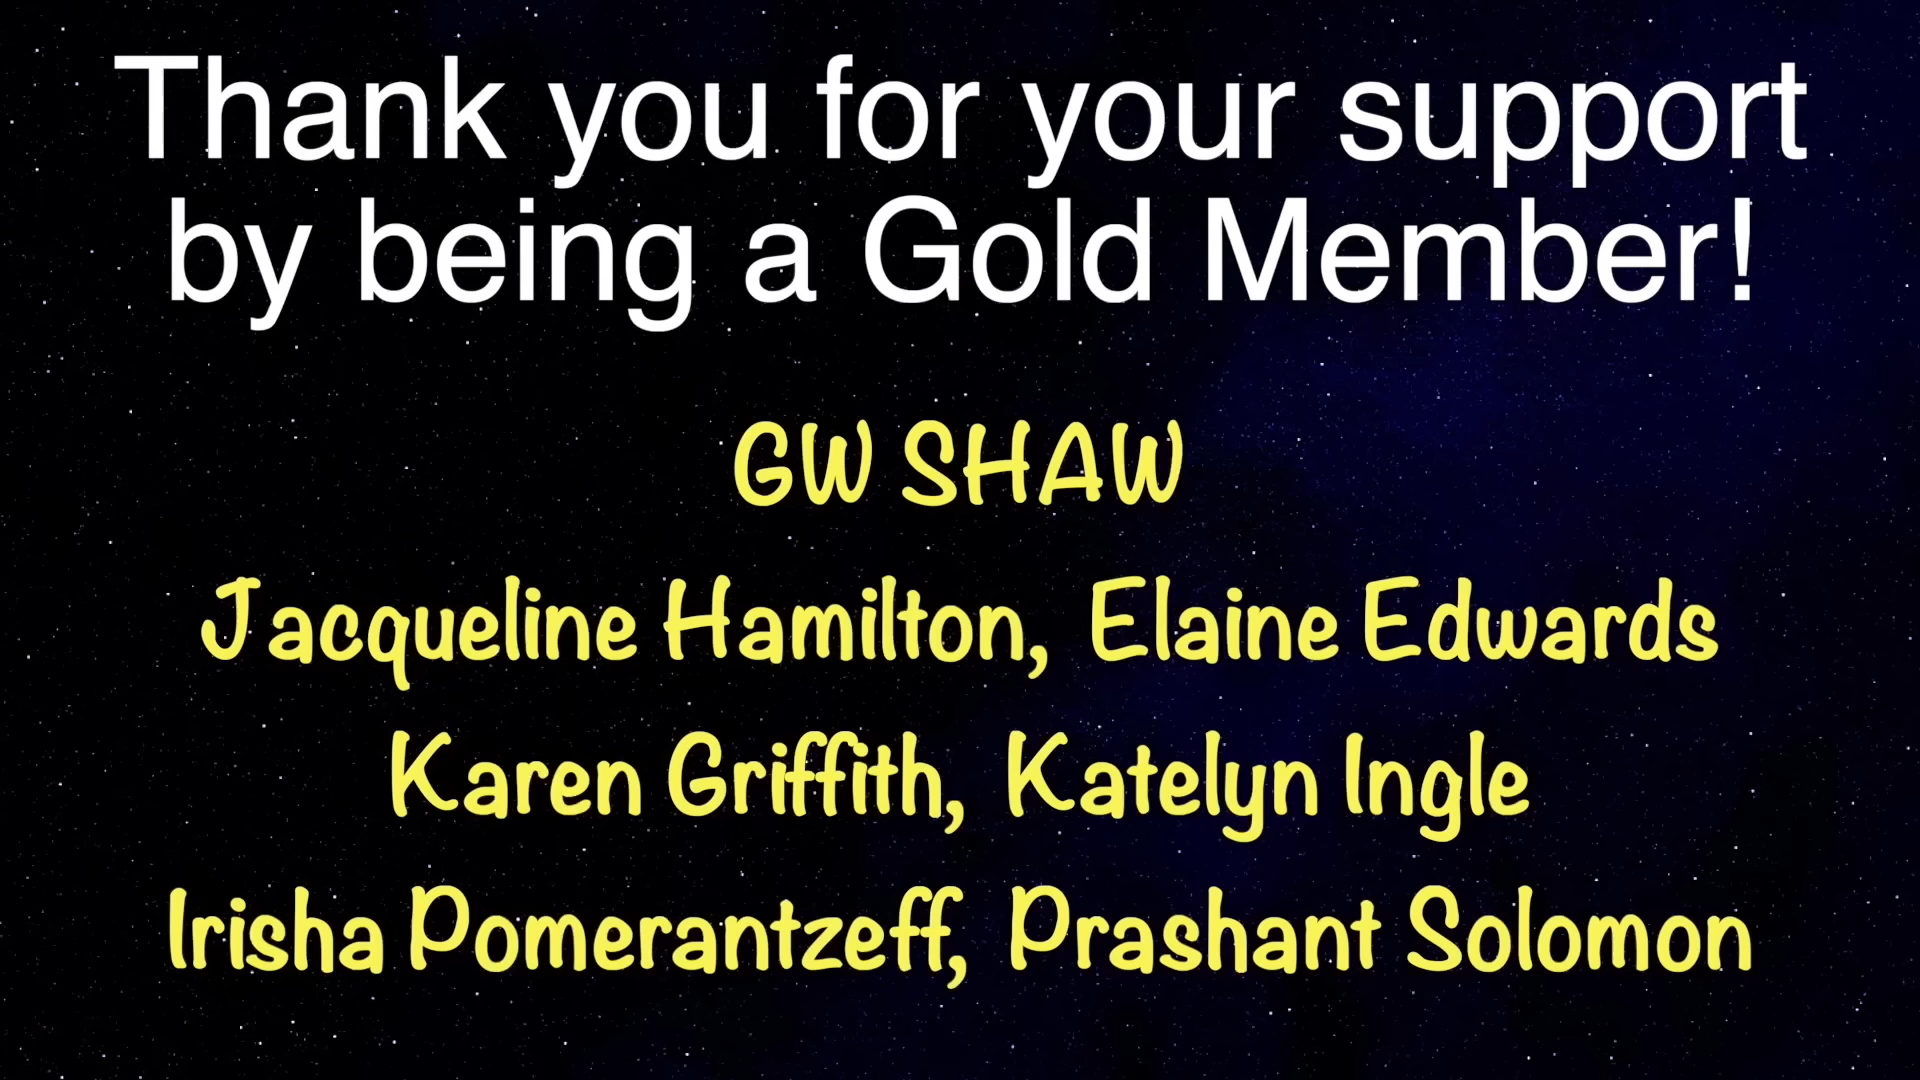 Thank you for your support
by being a Gold Member!
GW SHAW
Jacqueline Hamilton, Elaine Edwards
Karen Griffith, Katelyn Ingle
Irisha Pomerantzeff, Prashant Solomon